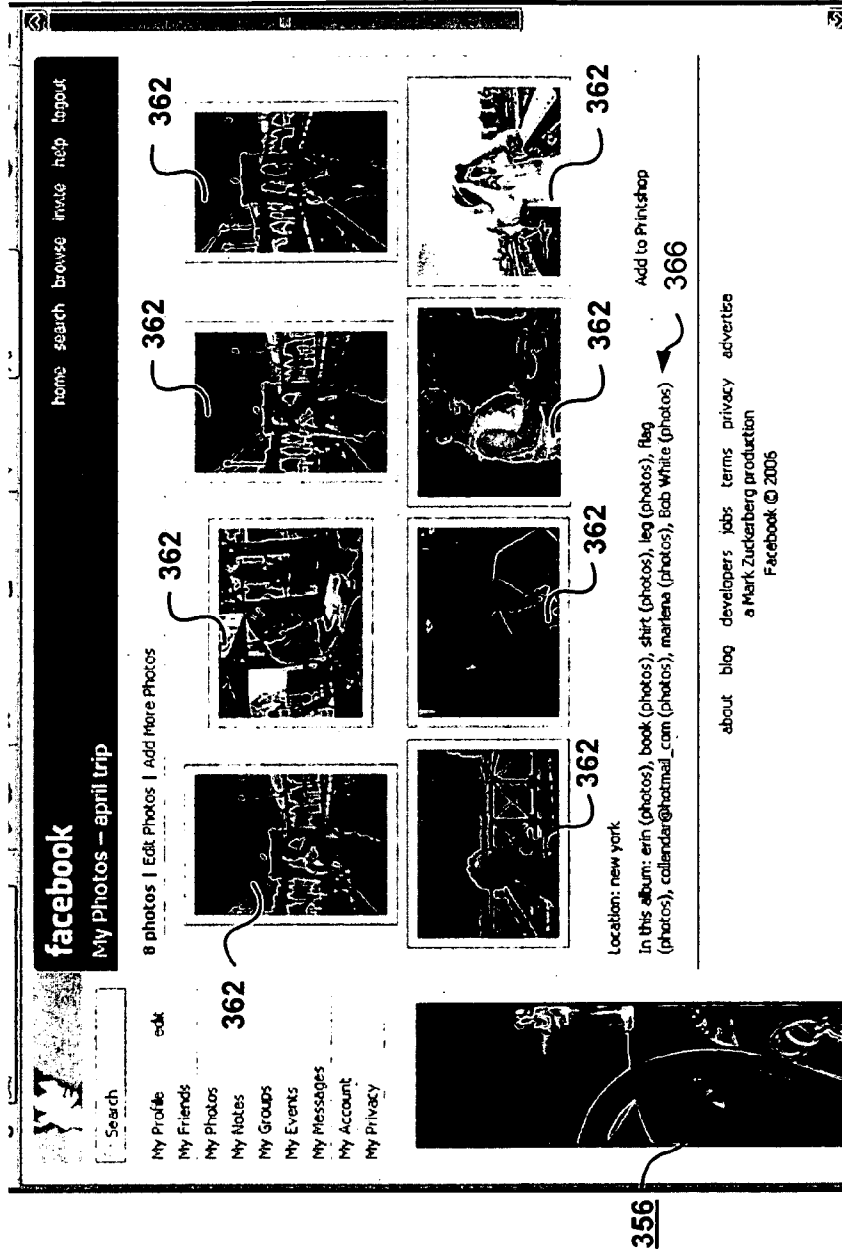 facebook
home search browse invite help logout
My Photos – april trip
Search
My Profile edit
My Friends
My Photos
My Notes
My Groups
My Events
My Messages
My Account
My Privacy
8 photos | Edit Photos | Add More Photos
362
362
362
362
362
362
362
362
Location: new york
Add to Printshop
In this album: erin (photos), book (photos), shirt (photos), leg (photos), flag
(photos), collendar@hotmail_com (photos), marlena (photos), Bob White (photos)
366
about blog developers jobs terms privacy advertise
a Mark Zuckerberg production
Facebook © 2006
356